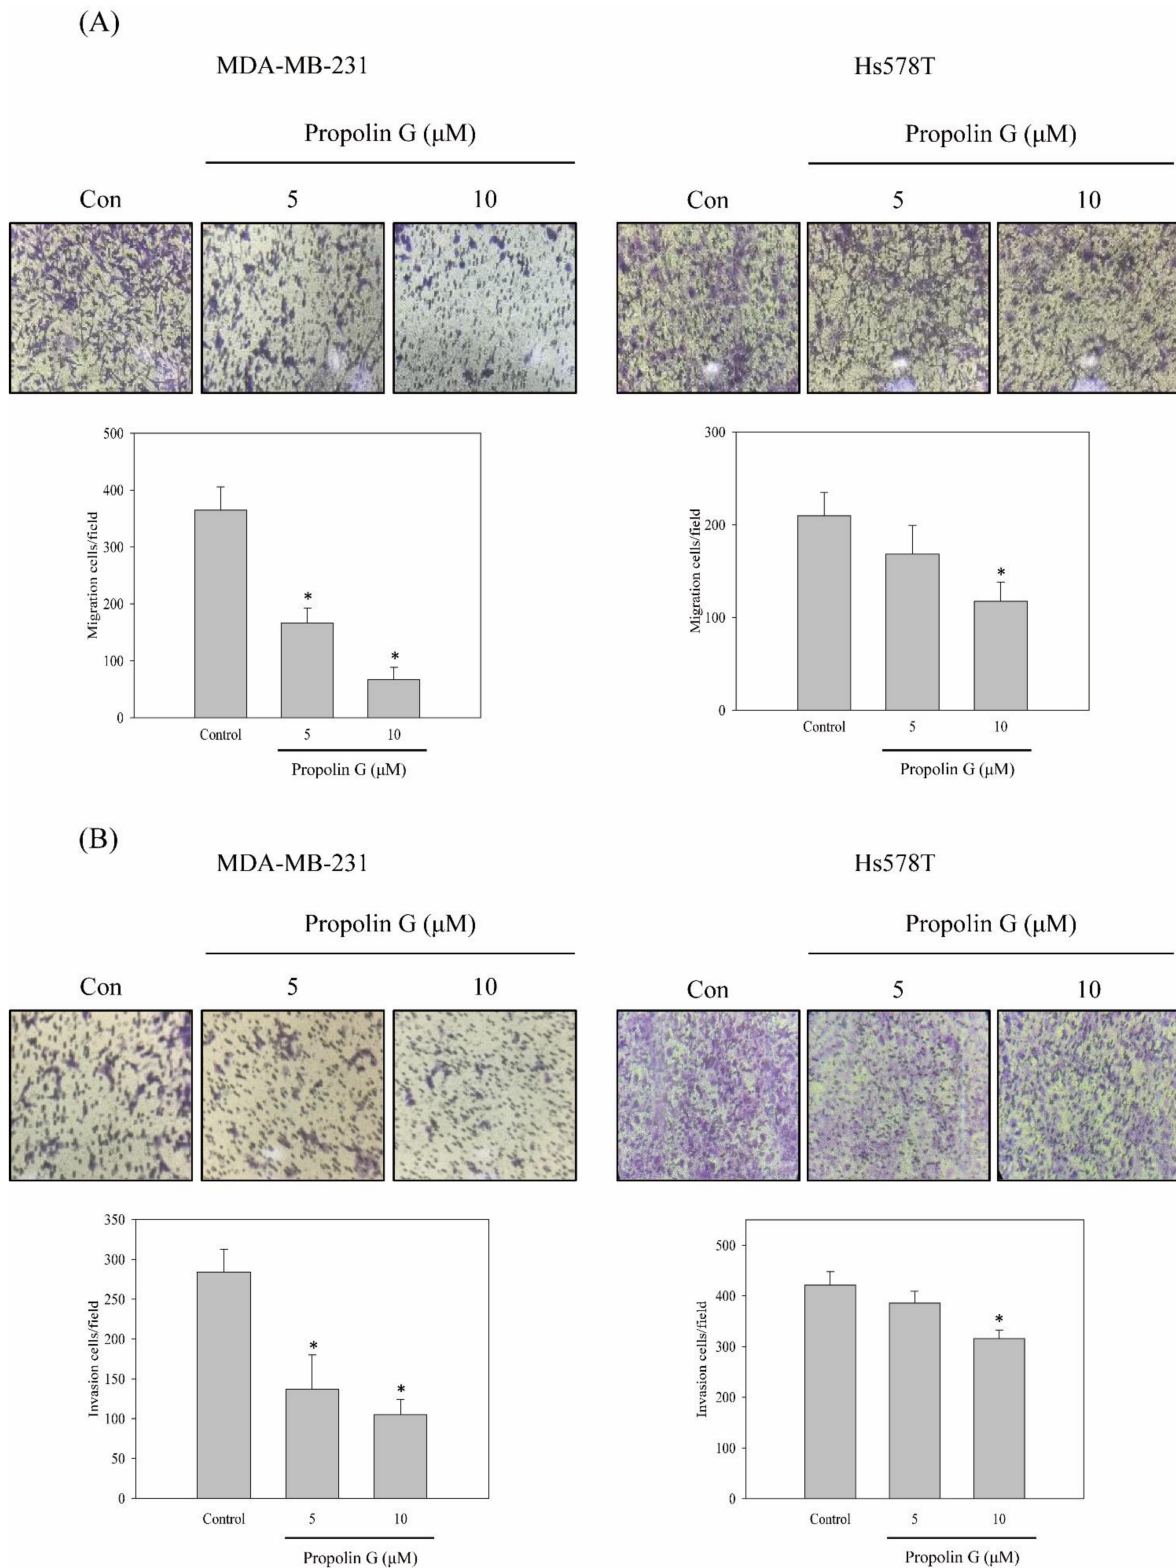 (A)
MDA-MB-231
Hs578T
Propolin G (μM)
Propolin G (μM)
Con
5
10
Con
5
10
500
400
300
200
100
0
Migration cells/field
*
*
Control
5
10
Propolin G (μM)
300
200
100
0
Migration cells/field
*
Control
5
10
Propolin G (μM)
(B)
MDA-MB-231
Hs578T
Propolin G (μM)
Propolin G (μM)
Con
5
10
Con
5
10
350
300
250
200
150
100
50
0
Invasion cells/field
*
*
Control
5
10
Propolin G (μM)
500
400
300
200
100
0
Invasion cells/field
*
Control
5
10
Propolin G (μM)